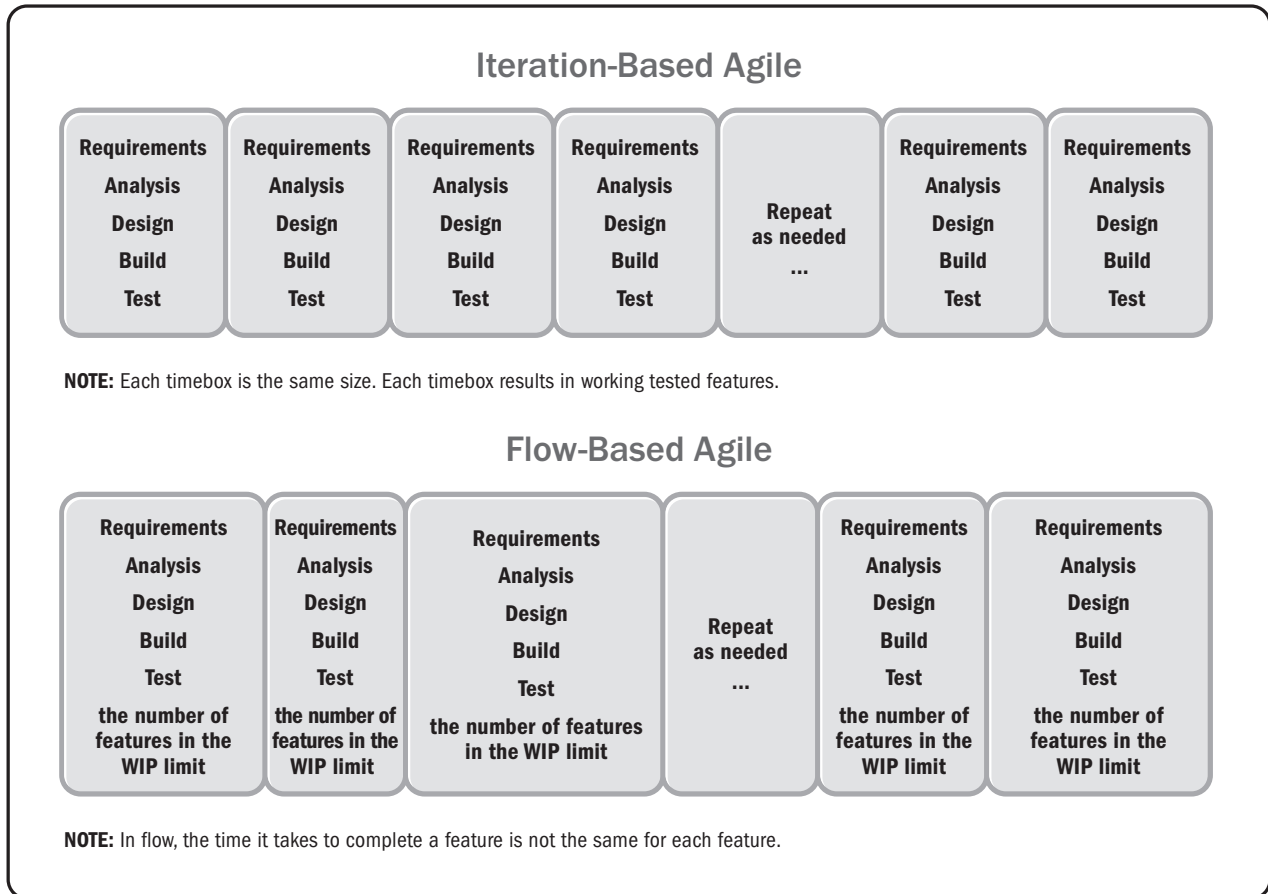 Iteration-Based Agile
Requirements
Analysis
Design
Build
Test
Requirements
Analysis
Design
Build
Test
Requirements
Analysis
Design
Build
Test
Requirements
Analysis
Design
Build
Test
Repeat
as needed
...
Requirements
Analysis
Design
Build
Test
Requirements
Analysis
Design
Build
Test
NOTE: Each timebox is the same size. Each timebox results in working tested features.
Flow-Based Agile
Requirements
Analysis
Design
Build
Test
the number of
features in the
WIP limit
Requirements
Analysis
Design
Build
Test
the number of
features in the
WIP limit
Requirements
Analysis
Design
Build
Test
the number of features
in the WIP limit
Repeat
as needed
...
Requirements
Analysis
Design
Build
Test
the number of
features in the
WIP limit
Requirements
Analysis
Design
Build
Test
the number of
features in the
WIP limit
NOTE: In flow, the time it takes to complete a feature is not the same for each feature.